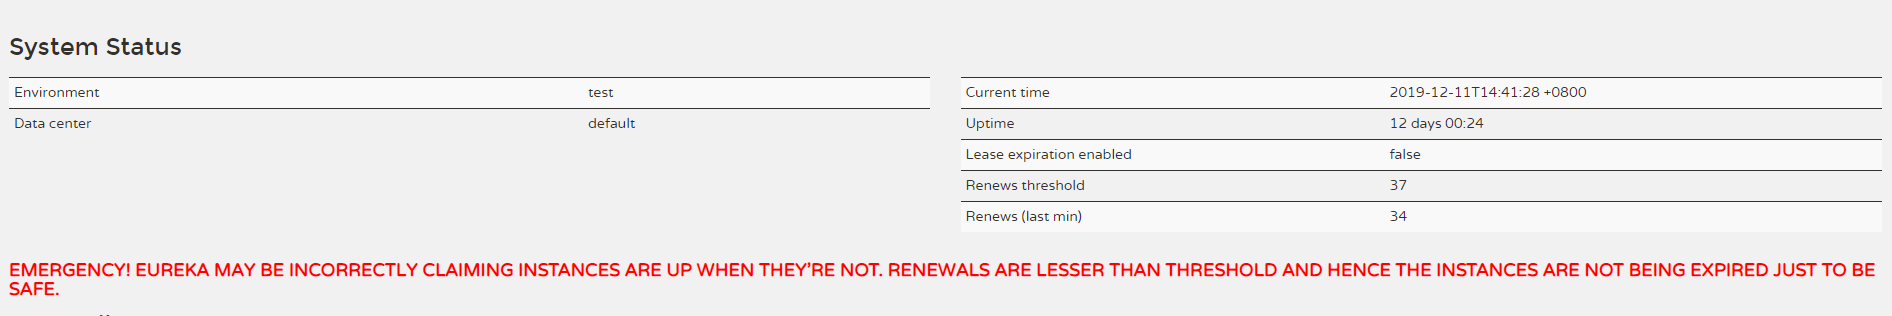 System Status
Environment test
Data center default
Current time 2019-12-11T14:41:28 +0800
Uptime 12 days 00:24
Lease expiration enabled false
Renews threshold 37
Renews (last min) 34
EMERGENCY! EUREKA MAY BE INCORRECTLY CLAIMING INSTANCES ARE UP WHEN THEY'RE NOT. RENEWALS ARE LESSER THAN THRESHOLD AND HENCE THE INSTANCES ARE NOT BEING EXPIRED JUST TO BE
SAFE.